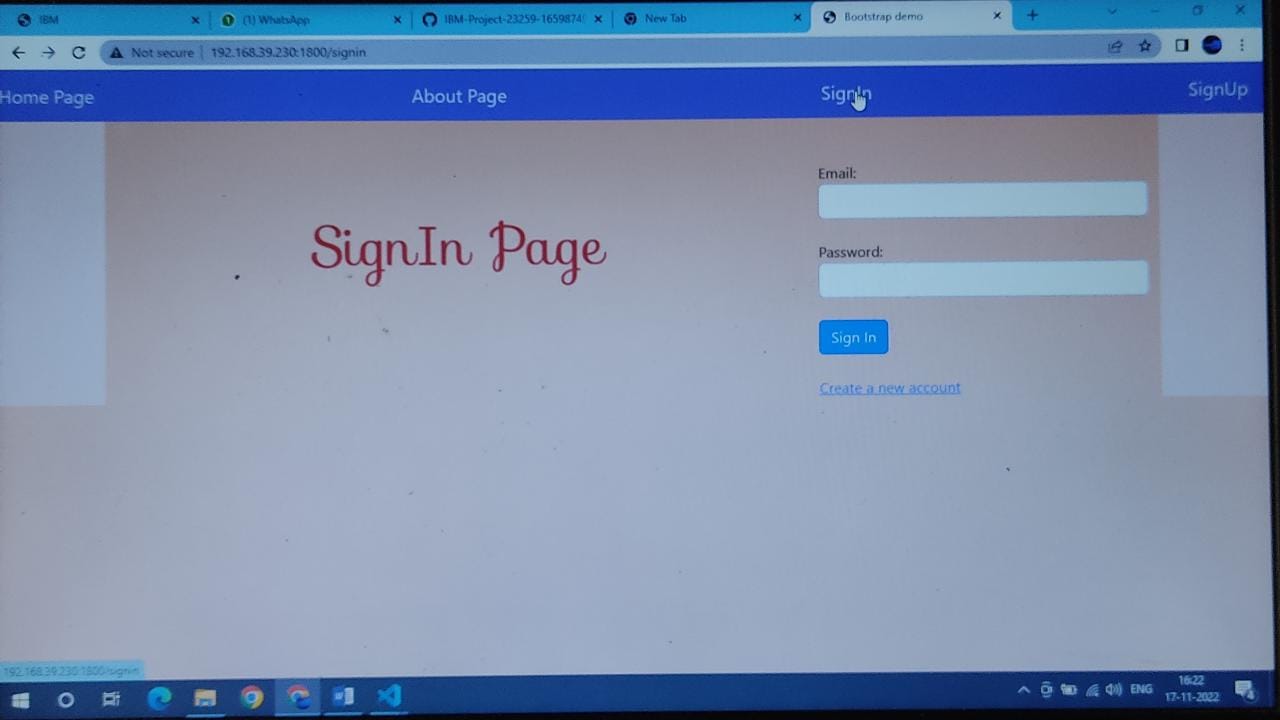 IBM
(1) WhatsApp
IBM-Project-23259-1659874
New Tab
Bootstrap demo
Not secure
192.168.39.230:1800/signin
Home Page
About Page
SignIn
SignUp
Email:
SignIn Page
Password:
Sign In
Create a new account
192.168.39.230:1800/signin
ENG
16:22
17-11-2022
4